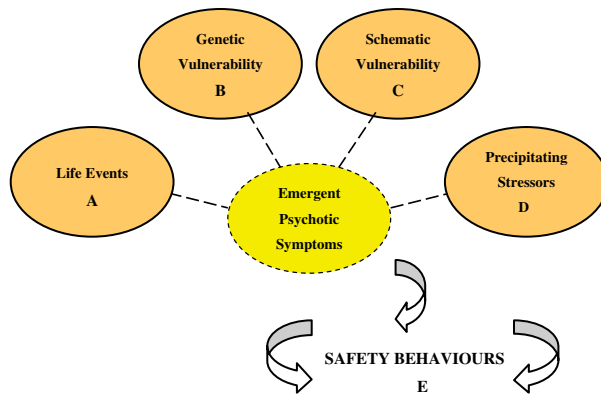 Genetic
Vulnerability
B
Schematic
Vulnerability
C
Life Events
A
Emergent
Psychotic
Symptoms
Precipitating
Stressors
D
SAFETY BEHAVIOURS
E